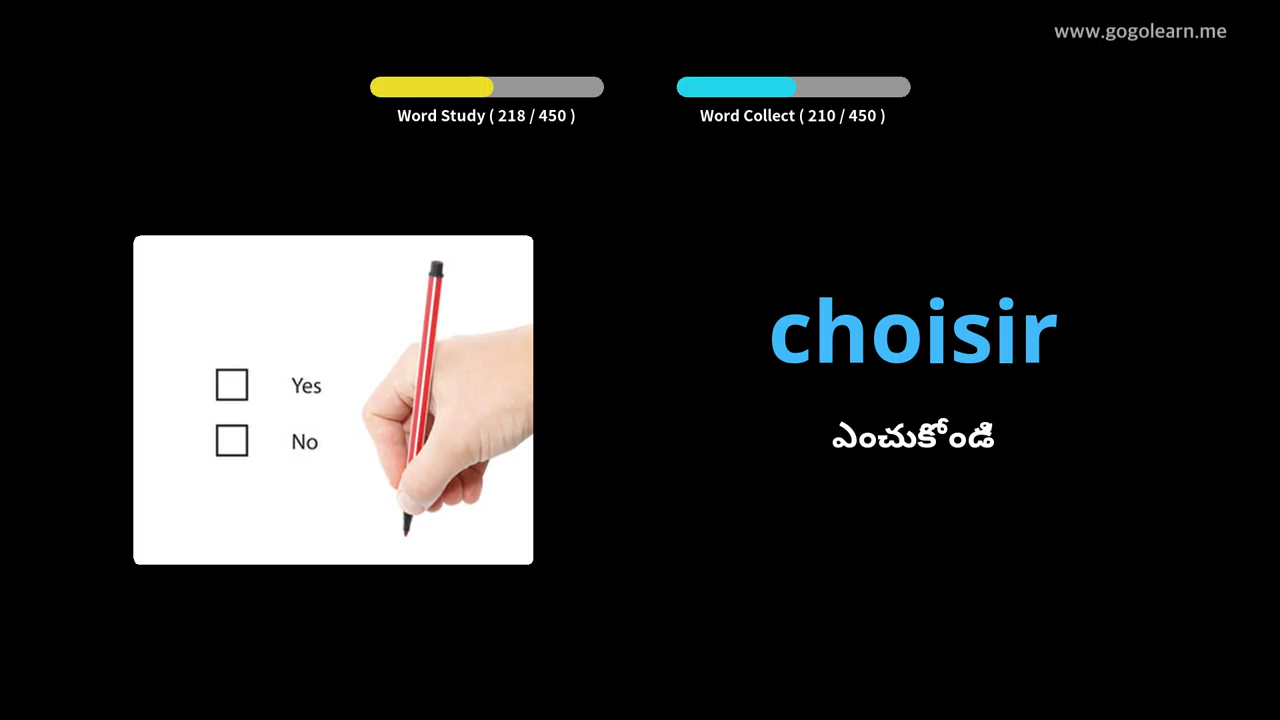 www.gogolearn.me
Word Study ( 218 / 450 )
Word Collect ( 210 / 450 )
Yes
No
choisir
ఎంచుకోండి